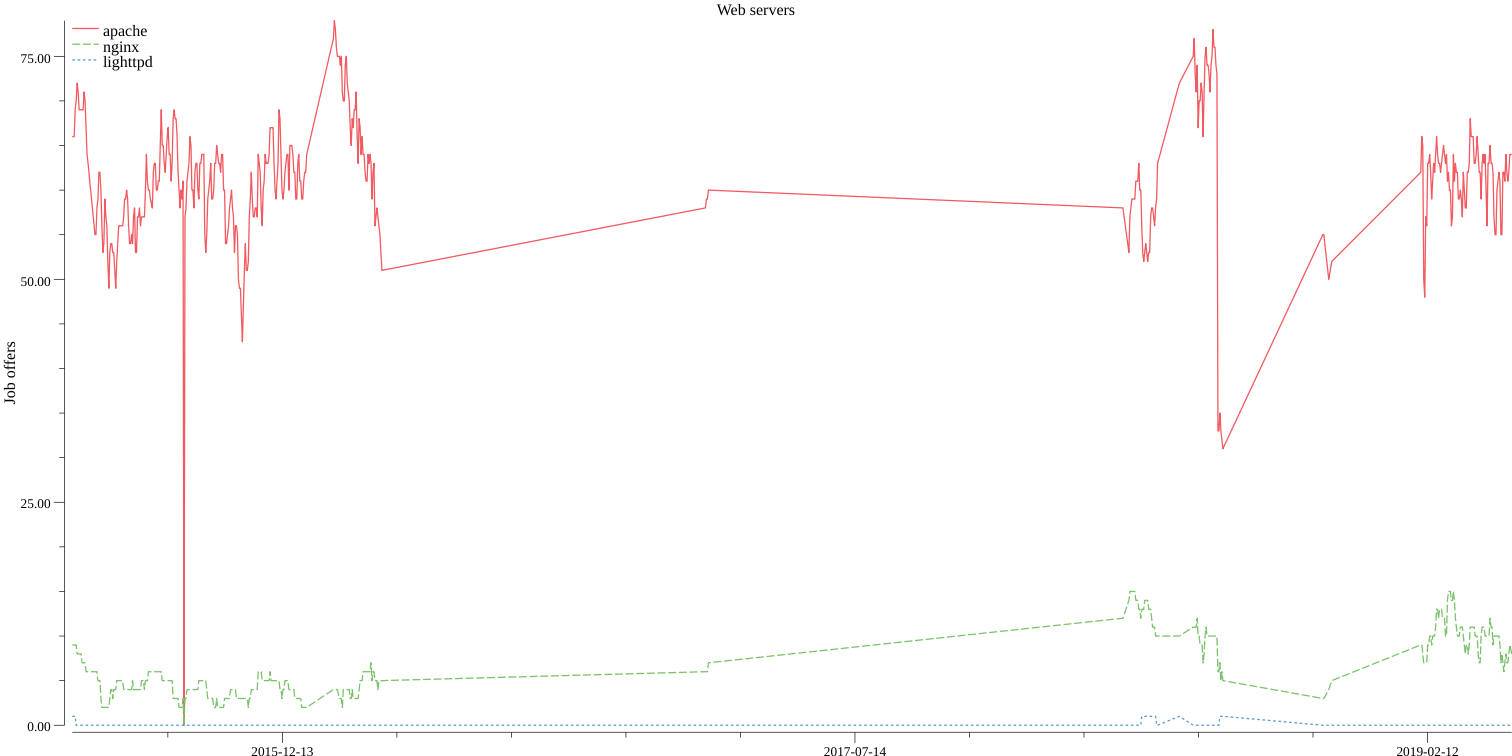 Web servers
apache
nginx
lighttpd
75.00
50.00
Job offers
25.00
0.00
2015-12-13
2017-07-14
2019-02-12